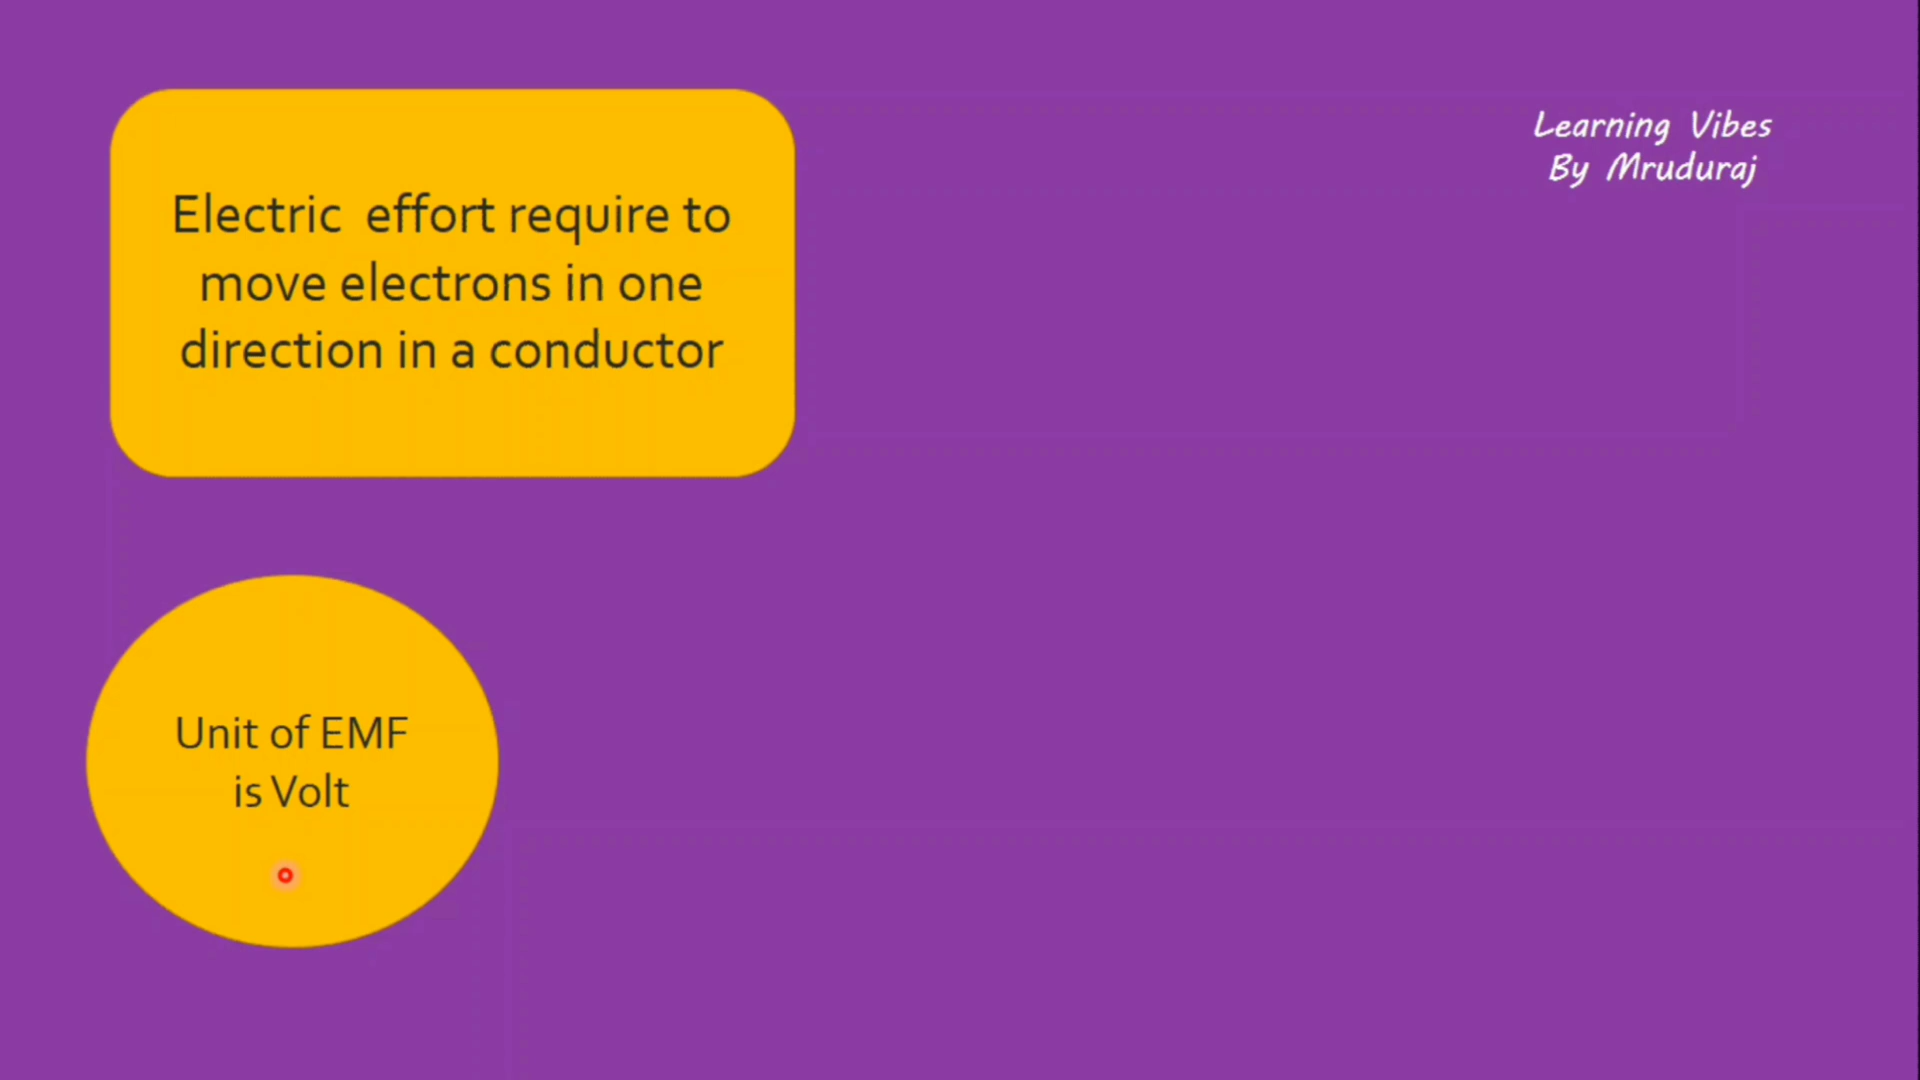 Learning Vibes
By Mruduraj
Electric effort require to
move electrons in one
direction in a conductor
Unit of EMF
is Volt